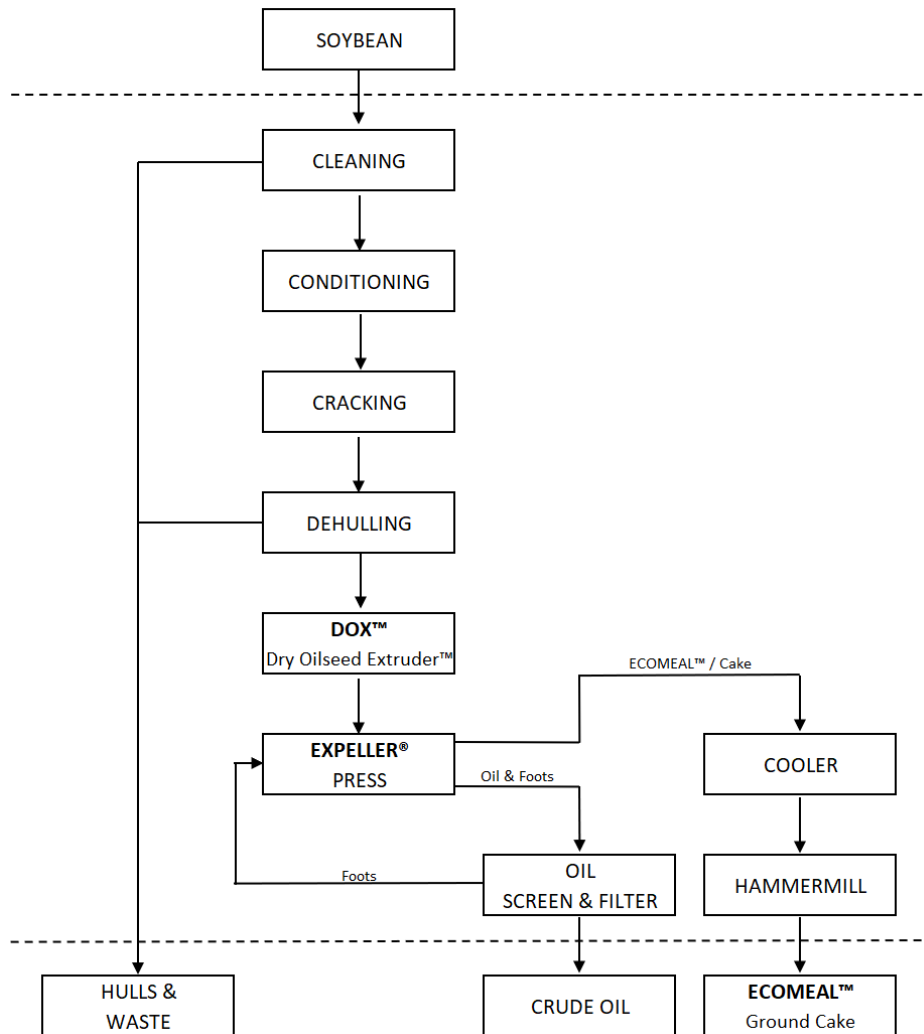 SOYBEAN
CLEANING
CONDITIONING
CRACKING
DEHULLING
DOX™
Dry Oilseed Extruder™
ECOMEAL™ / Cake
EXPELLER®
PRESS
COOLER
Oil & Foots
OIL
SCREEN & FILTER
Foots
HAMMERMILL
HULLS &
WASTE
CRUDE OIL
ECOMEAL™
Ground Cake